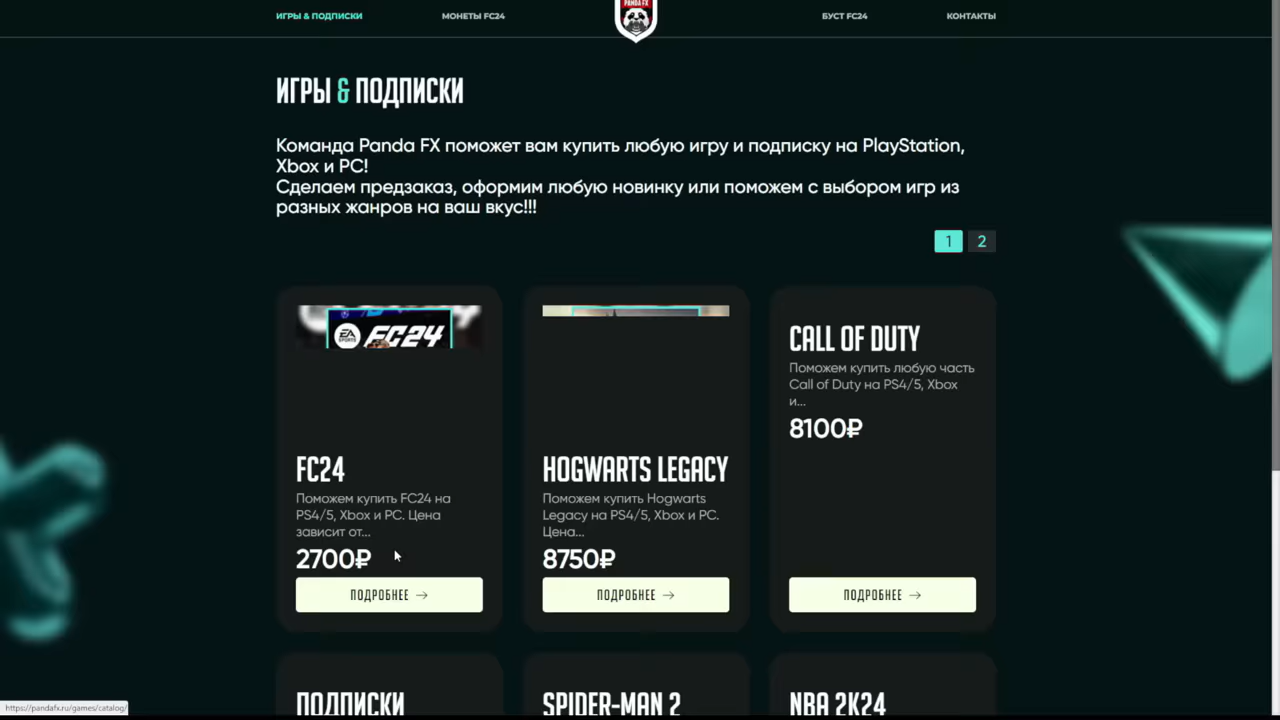 ИГРЫ & ПОДПИСКИ
МОНЕТЫ FC24
PANDA FX
БУСТ FC24
КОНТАКТЫ
ИГРЫ & ПОДПИСКИ
Команда Panda FX поможет вам купить любую игру и подписку на PlayStation,
Xbox и PC!
Сделаем предзаказ, оформим любую новинку или поможем с выбором игр из
разных жанров на ваш вкус!!!
1 2
EA SPORTS FC24
FC24
Поможем купить FC24 на
PS4/5, Xbox и PC. Цена
зависит от...
2700₽
ПОДРОБНЕЕ →
HOGWARTS LEGACY
Поможем купить Hogwarts
Legacy на PS4/5, Xbox и PC.
Цена...
8750₽
ПОДРОБНЕЕ →
CALL OF DUTY
Поможем купить любую часть
Call of Duty на PS4/5, Xbox
и...
8100₽
ПОДРОБНЕЕ →
ПОДПИСКИ
SPIDER-MAN 2
NBA 2K24
https://pandafx.ru/games/catalog/